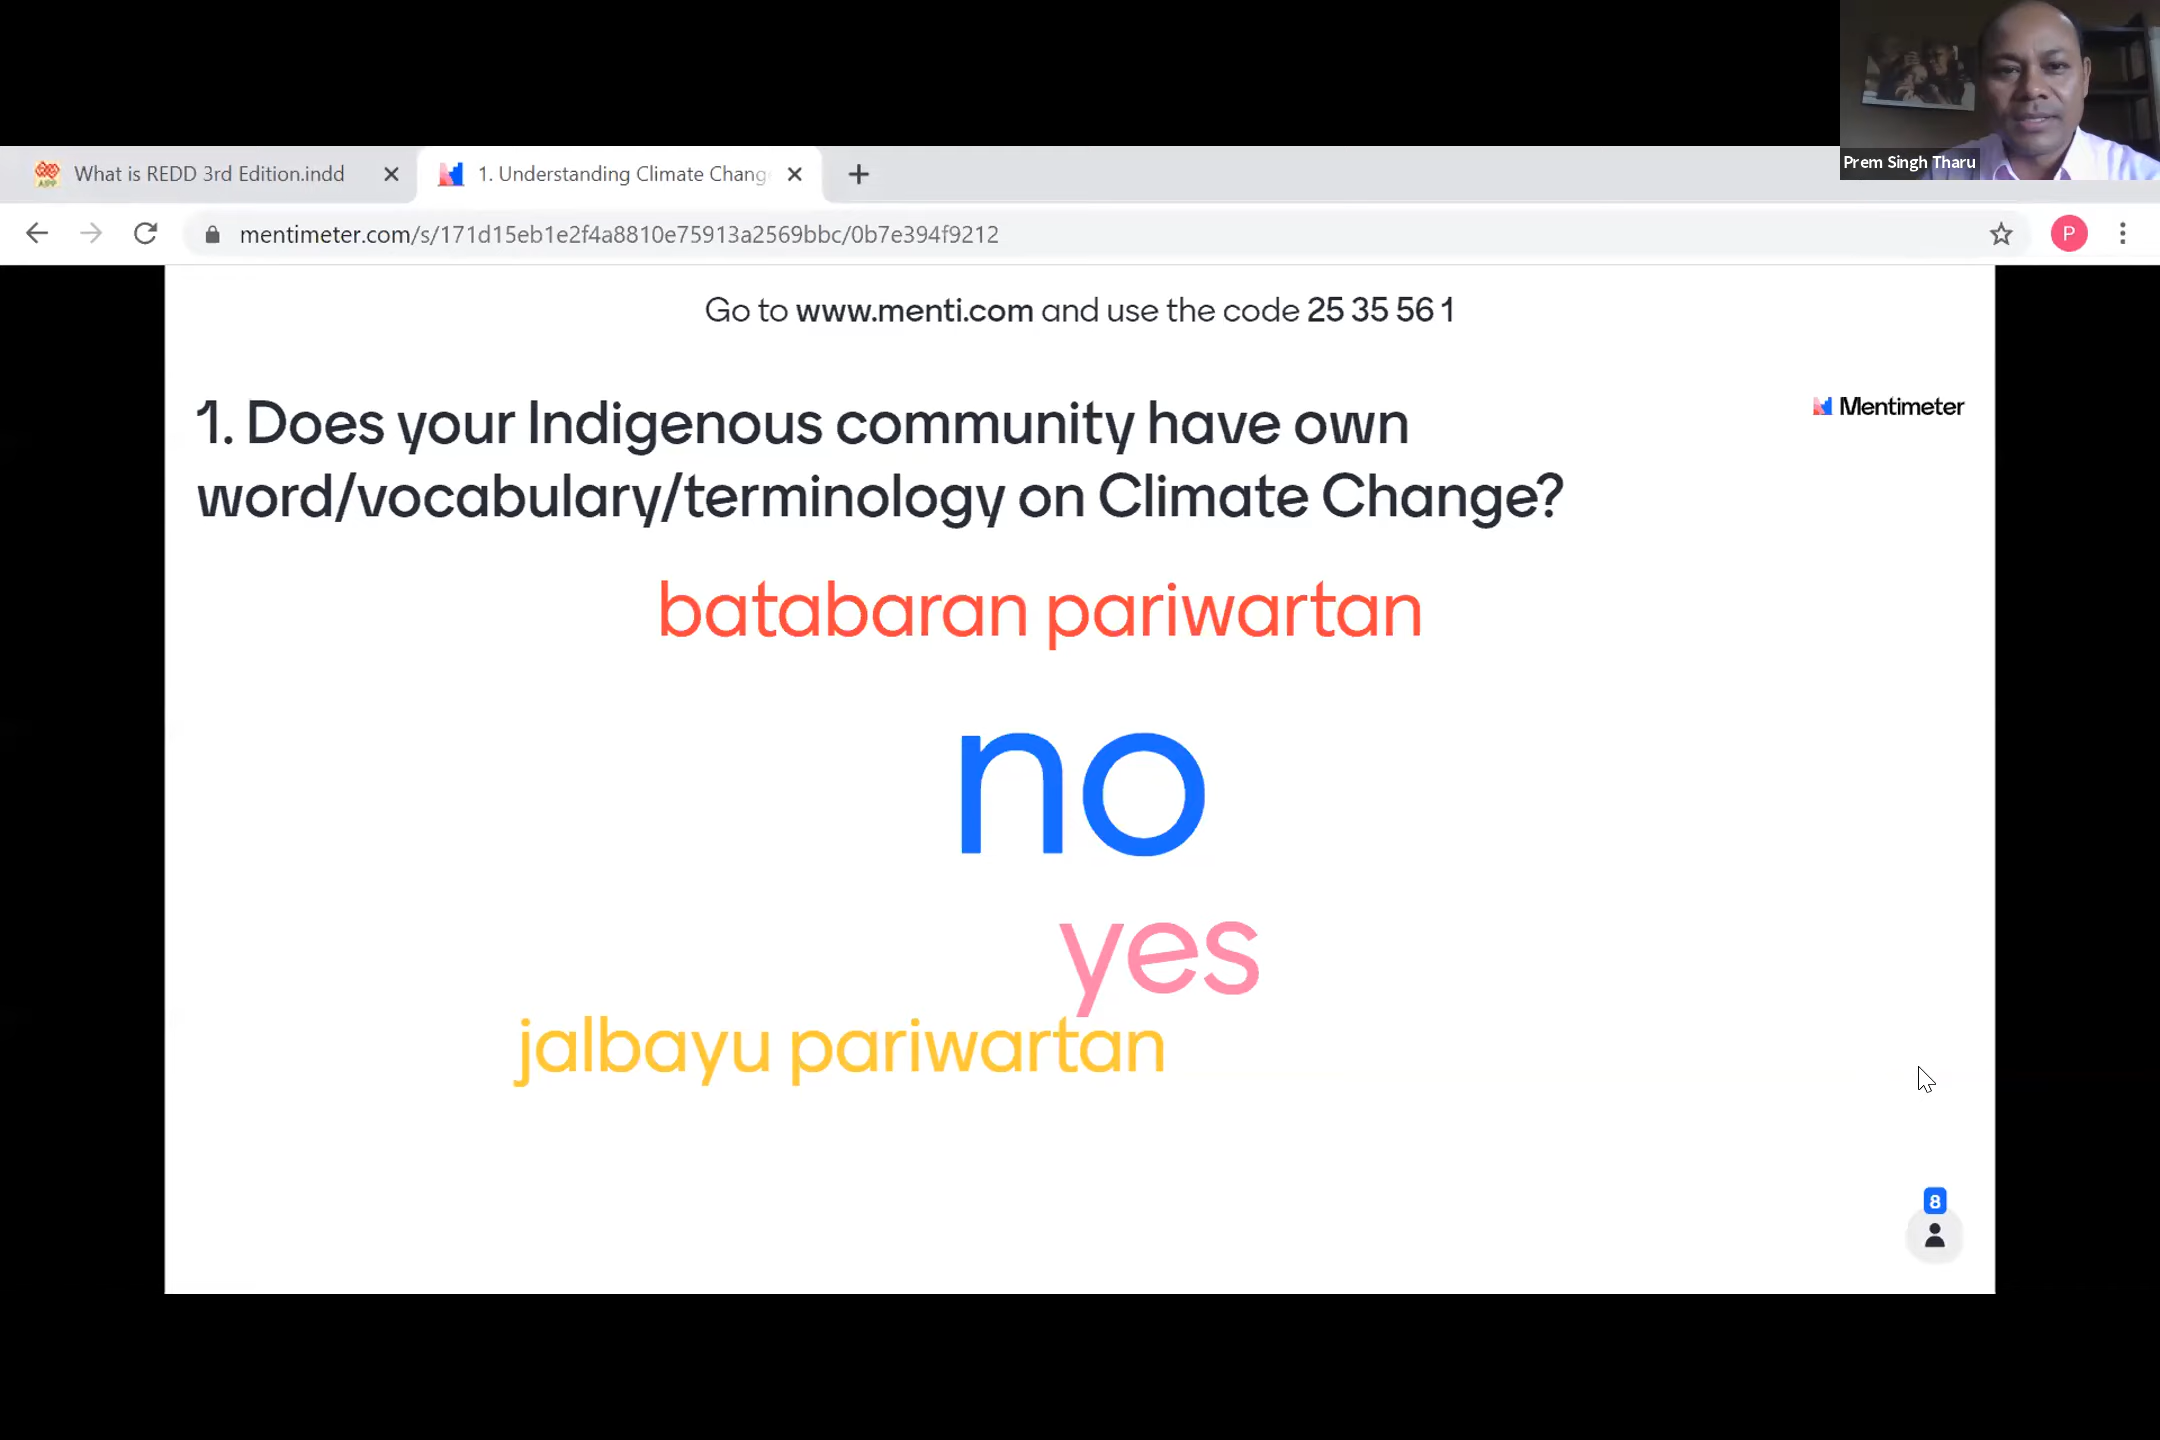 Prem Singh Tharu
What is REDD 3rd Edition.indd
1. Understanding Climate Chang
mentimeter.com/s/171d15eb1e2f4a8810e75913a2569bbc/0b7e394f9212
P
Go to www.menti.com and use the code 25 35 56 1
1. Does your Indigenous community have own
word/vocabulary/terminology on Climate Change?
Mentimeter
batabaran pariwartan
no
yes
jalbayu pariwartan
8